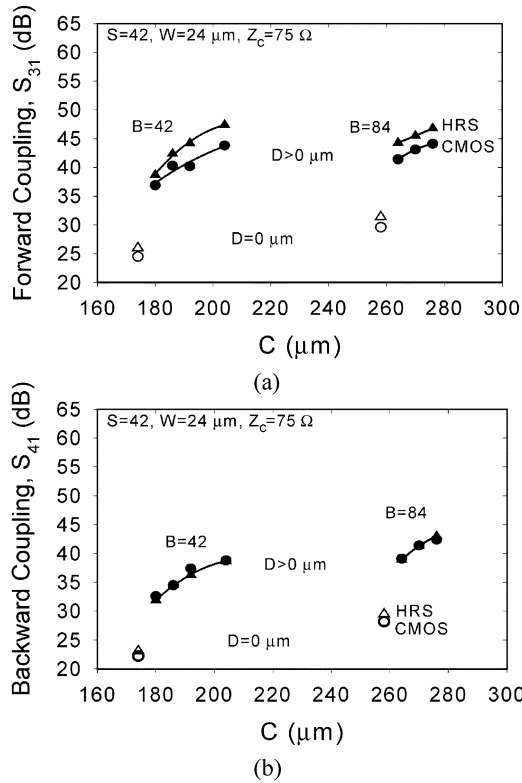 (a)
Forward Coupling, S31 (dB)
65
60
55
50
45
40
35
30
25
20
S=42, W=24 μm, Zc=75 Ω
B=42
B=84
HRS
CMOS
D>0 μm
D=0 μm
160 180 200 220 240 260 280 300
C (μm)
(a)
Backward Coupling, S41 (dB)
65
60
55
50
45
40
35
30
25
20
S=42, W=24 μm, Zc=75 Ω
B=84
B=42
D>0 μm
HRS
CMOS
D=0 μm
160 180 200 220 240 260 280 300
C (μm)
(b)